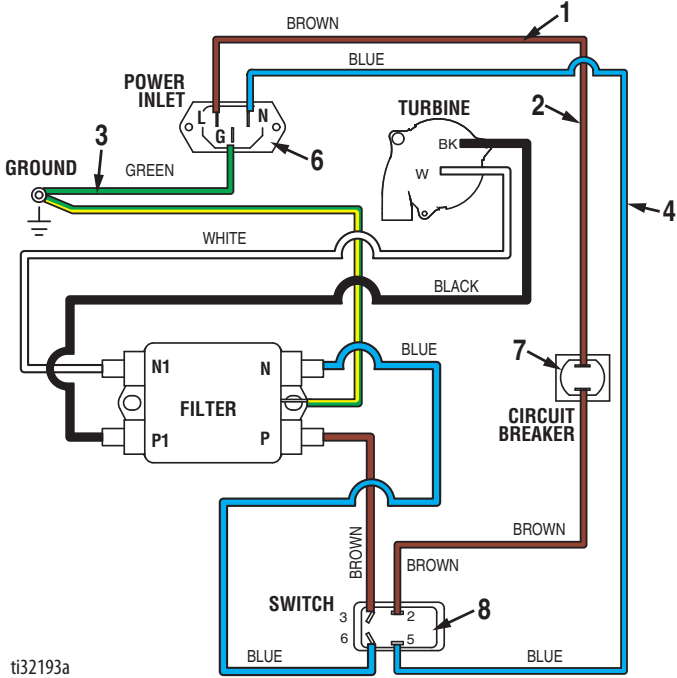 BROWN
1
BLUE
POWER
INLET
L
N
G
TURBINE
BK
W
2
3
6
GROUND
GREEN
4
WHITE
BLACK
BLUE
7
N1
N
FILTER
P1
P
CIRCUIT
BREAKER
BROWN
BROWN
BROWN
SWITCH
3
2
8
6
5
BLUE
BLUE
ti32193a